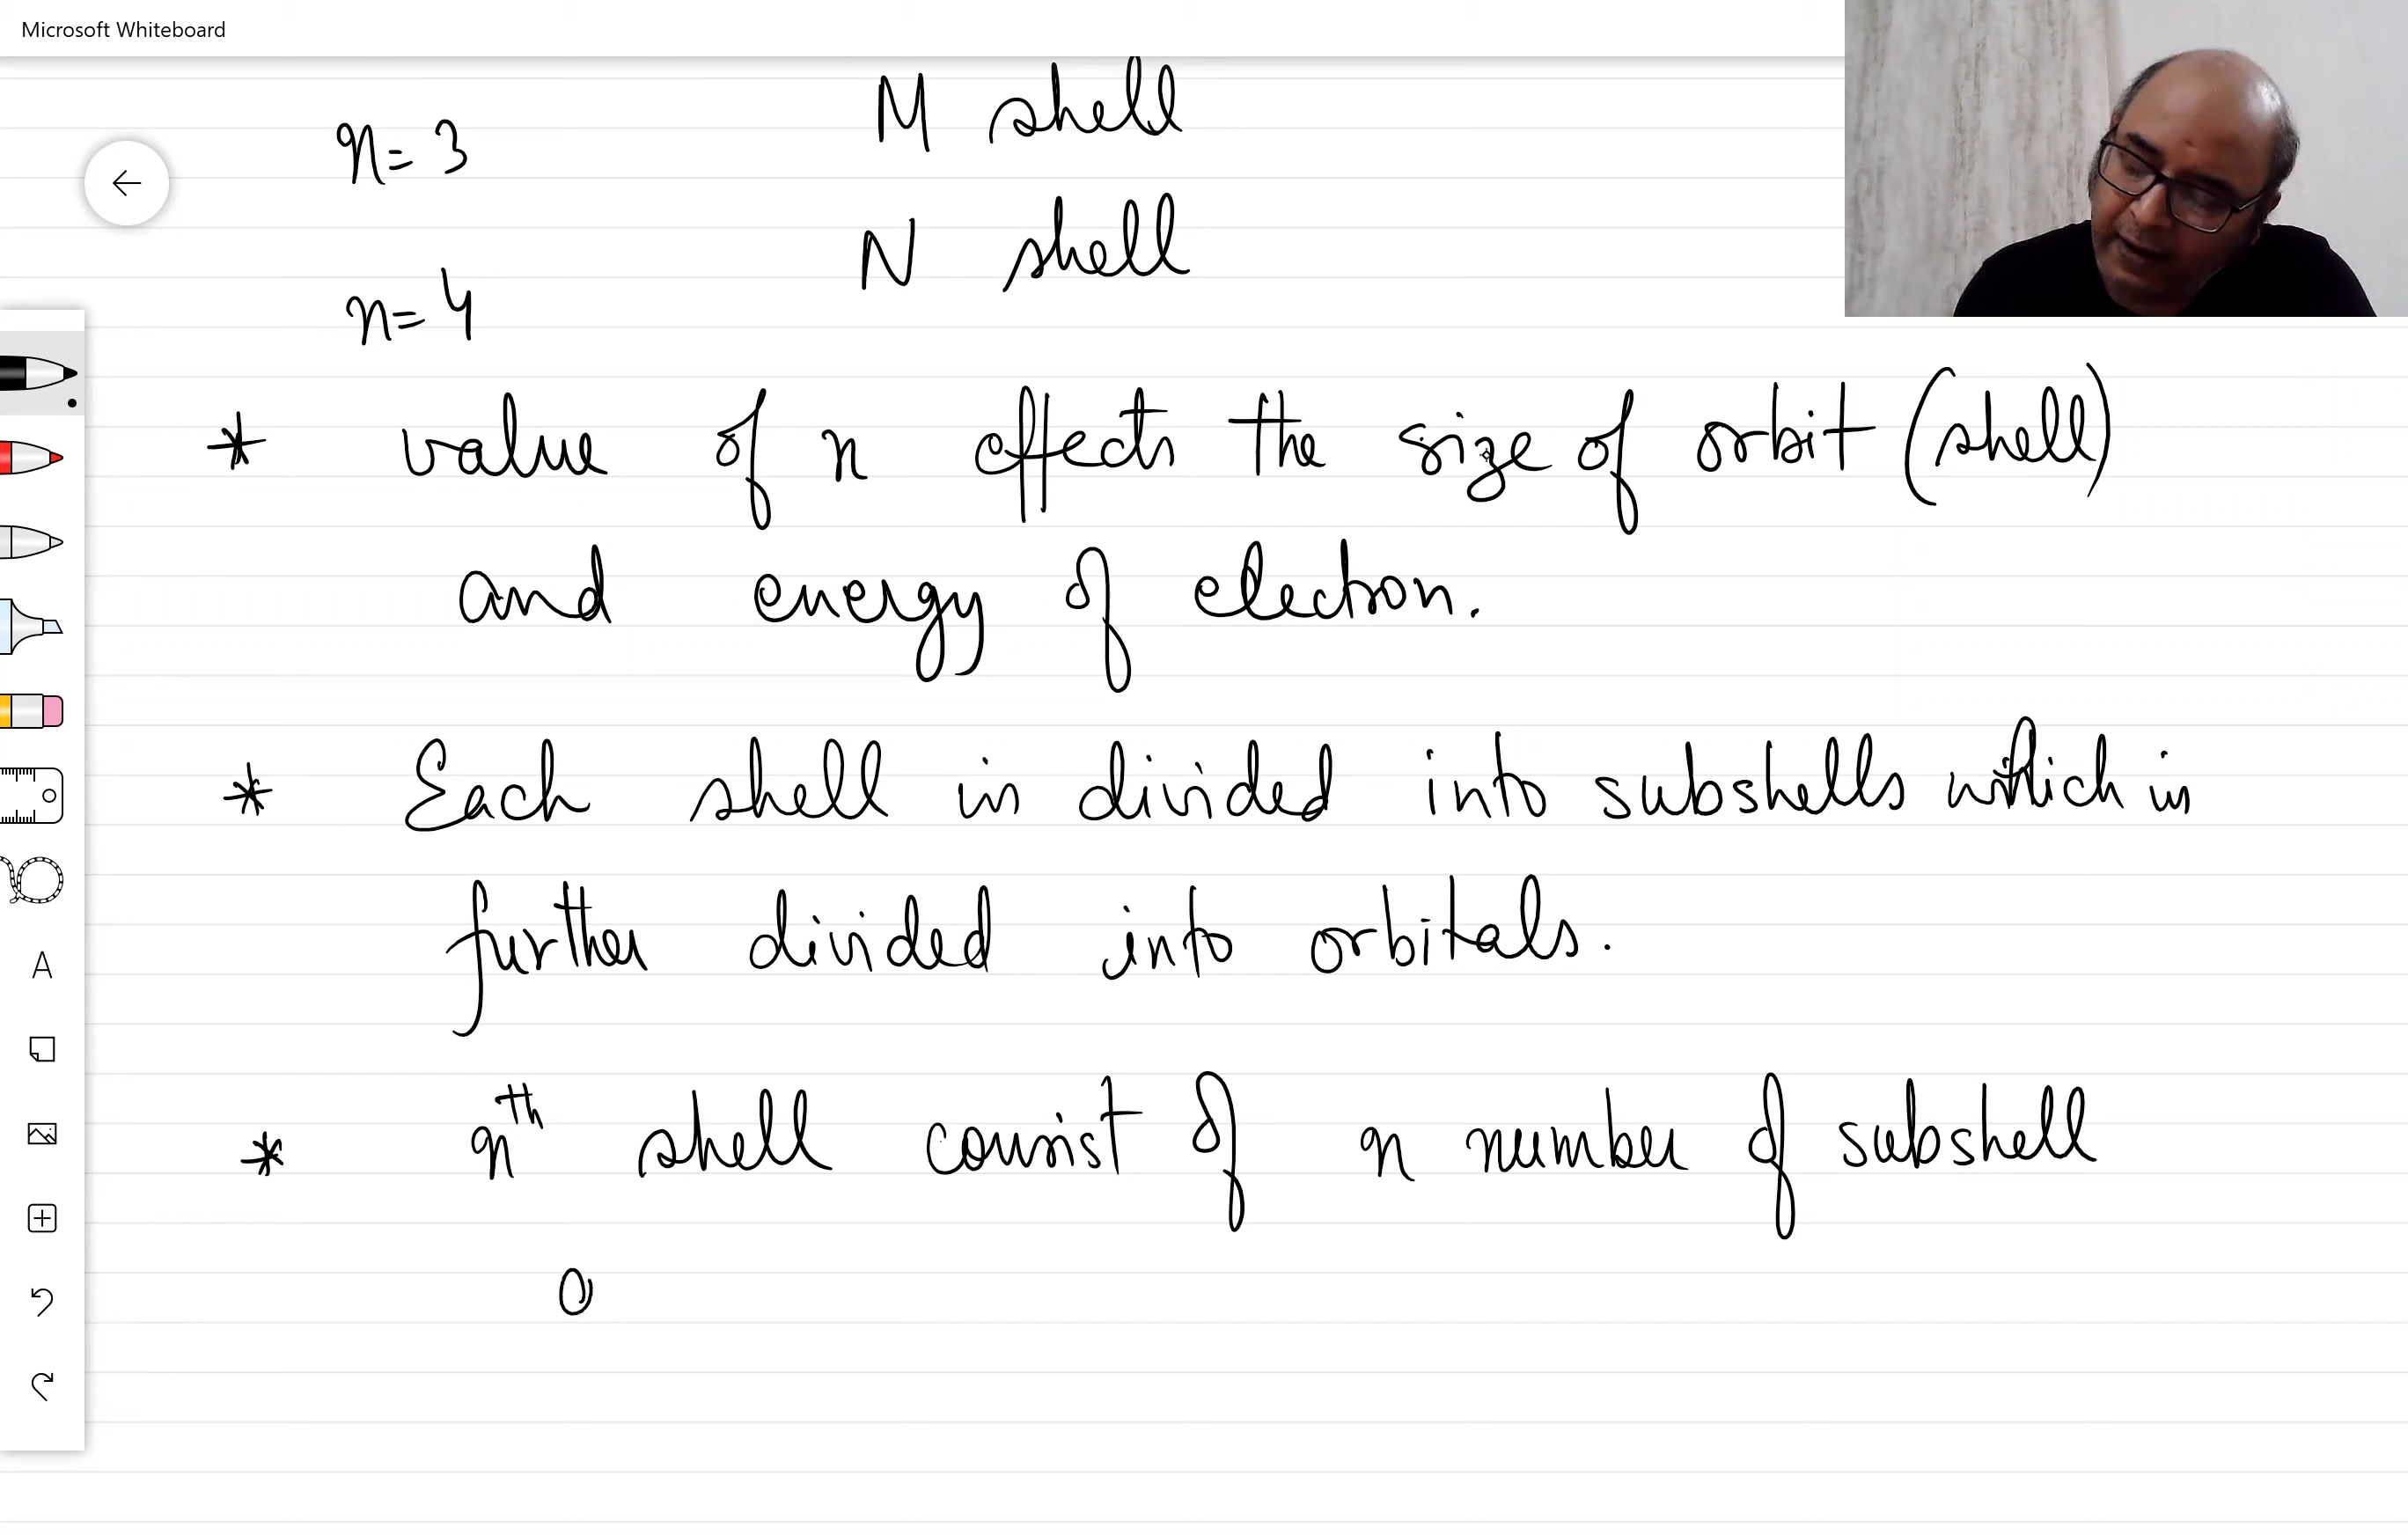 Microsoft Whiteboard
M shell
n=3
N shell
n=4
* value of n effects the size of orbit (shell)
and energy of electron.
* Each shell is divided into subshells which is
further divided into orbitals.
* nth shell consist of n number of subshell
0
A